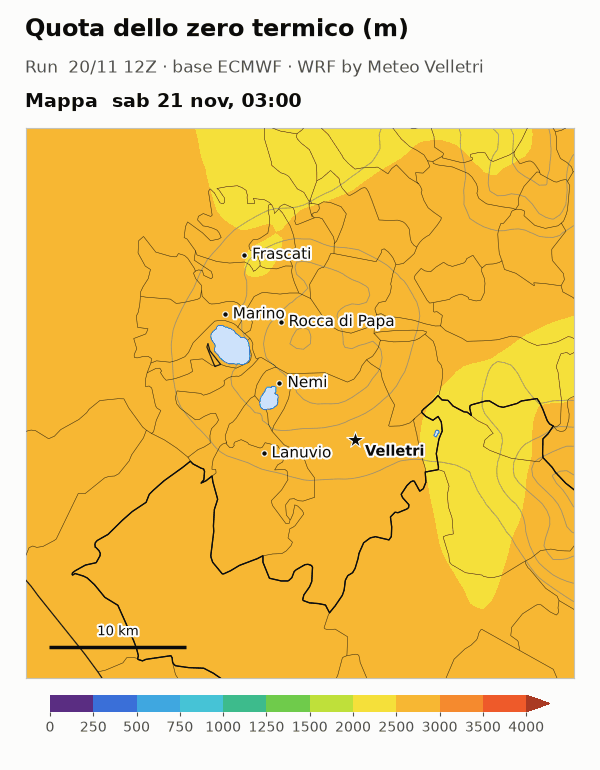 Quota dello zero termico (m)
Run  20/11 12Z · base ECMWF · WRF by Meteo Velletri
Mappa  sab 21 nov, 03:00
Frascati
Marino
Rocca di Papa
Nemi
Velletri
Lanuvio
10 km
0 250 500 750 1000 1250 1500 2000 2500 3000 3500 4000